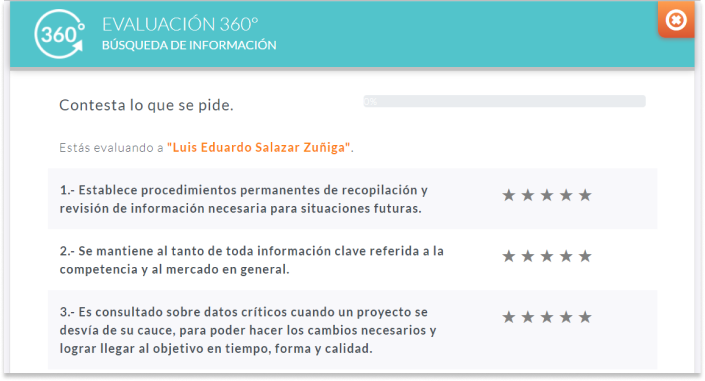 360°
EVALUACIÓN 360°
BÚSQUEDA DE INFORMACIÓN
Contesta lo que se pide.
0%
Estás evaluando a "Luis Eduardo Salazar Zuñiga".
1.- Establece procedimientos permanentes de recopilación y
revisión de información necesaria para situaciones futuras.
2.- Se mantiene al tanto de toda información clave referida a la
competencia y al mercado en general.
3.- Es consultado sobre datos críticos cuando un proyecto se
desvía de su cauce, para poder hacer los cambios necesarios y
lograr llegar al objetivo en tiempo, forma y calidad.